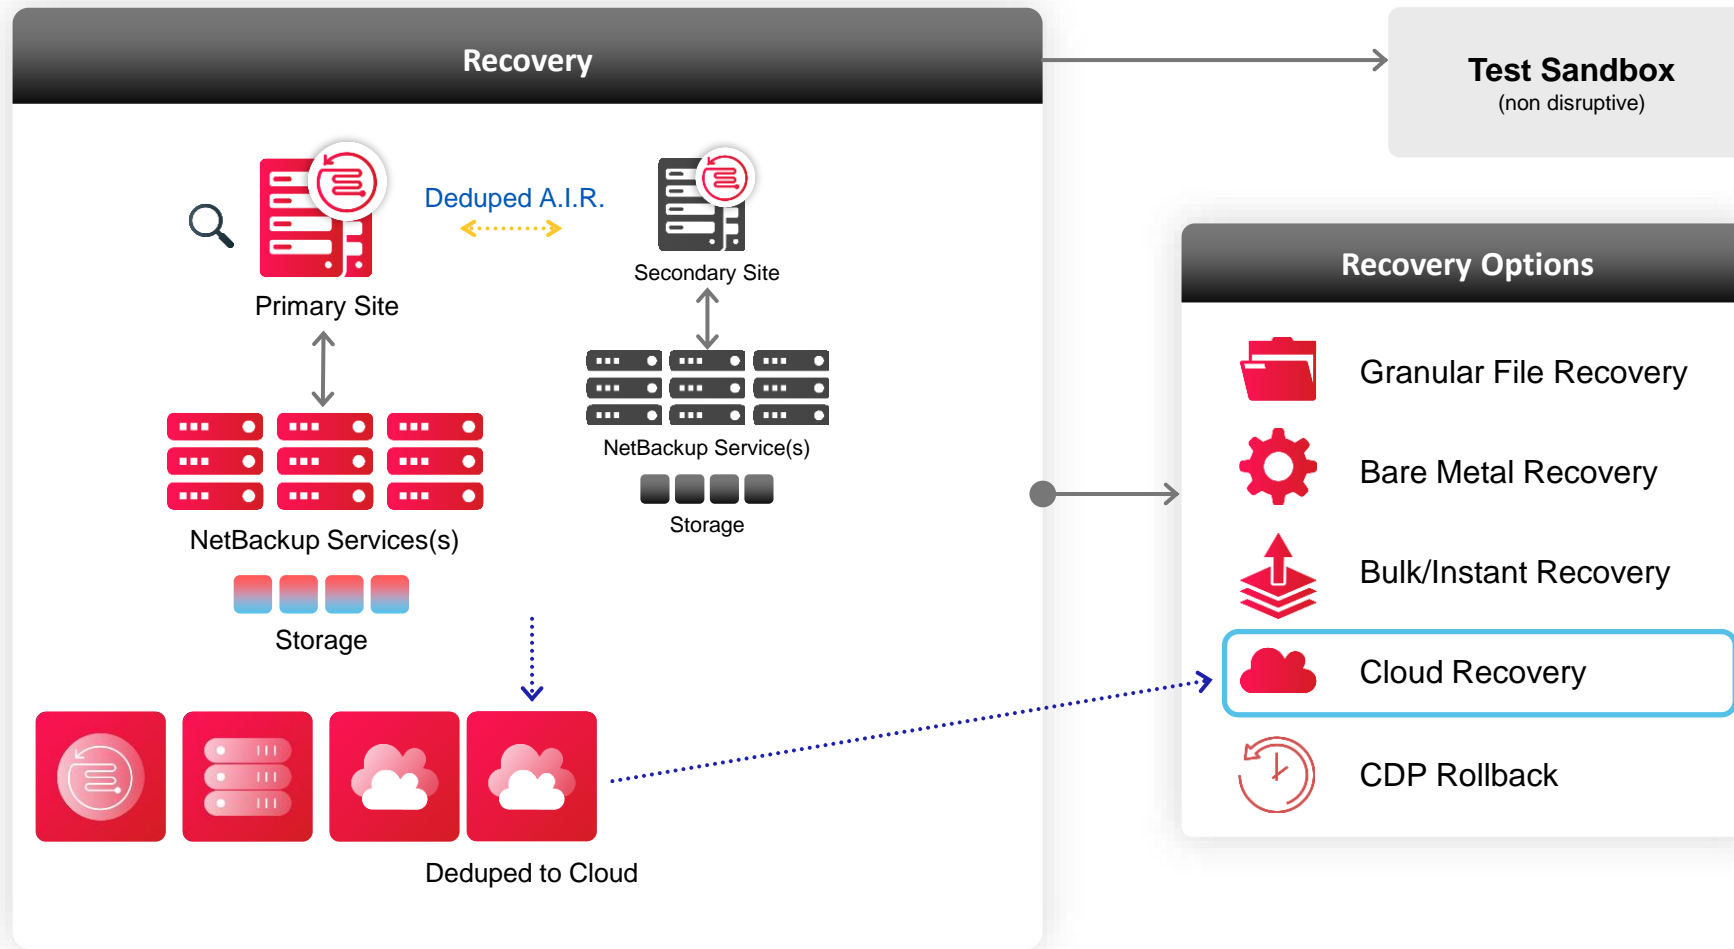 Recovery
Test Sandbox
(non disruptive)
Deduped A.I.R.
Primary Site
Secondary Site
NetBackup Services(s)
Storage
NetBackup Service(s)
Storage
Deduped to Cloud
Recovery Options
Granular File Recovery
Bare Metal Recovery
Bulk/Instant Recovery
Cloud Recovery
CDP Rollback